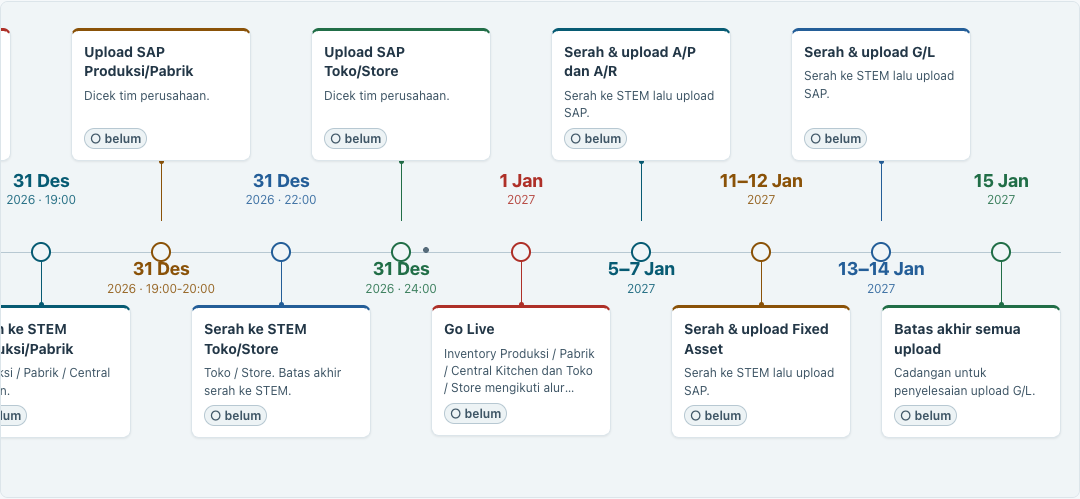 Upload SAP
Produksi/Pabrik
Dicek tim perusahaan.
belum
Upload SAP
Toko/Store
Dicek tim perusahaan.
belum
Serah & upload A/P
dan A/R
Serah ke STEM lalu upload
SAP.
belum
Serah & upload G/L
Serah ke STEM lalu upload
SAP.
belum
31 Des
2026 · 19:00
31 Des
2026 · 22:00
1 Jan
2027
11–12 Jan
2027
15 Jan
2027
31 Des
2026 · 19:00-20:00
31 Des
2026 · 24:00
5–7 Jan
2027
13–14 Jan
2027
ke STEM
/Pabrik
/ Pabrik / Central
Serah ke STEM
Toko/Store
Toko / Store. Batas akhir
serah ke STEM.
belum
Go Live
Inventory Produksi / Pabrik
/ Central Kitchen dan Toko
/ Store mengikuti alur...
belum
Serah & upload Fixed
Asset
Serah ke STEM lalu upload
SAP.
belum
Batas akhir semua
upload
Cadangan untuk
penyelesaian upload G/L.
belum